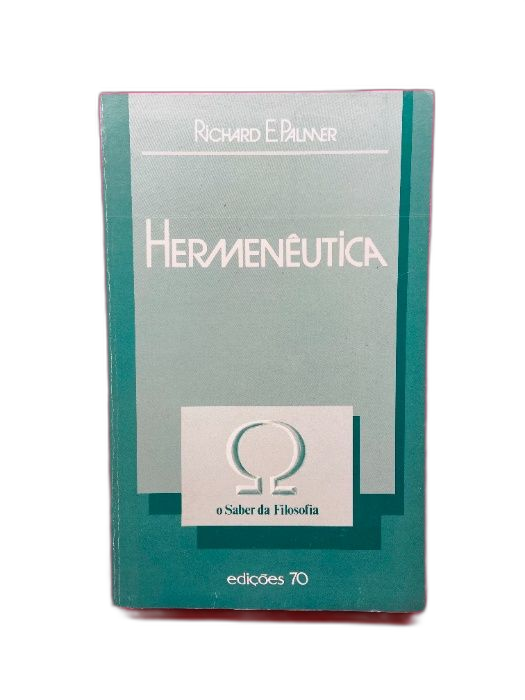 RICHARD E. PALMER
HERMENÊUTICA
o Saber da Filosofia
edições 70